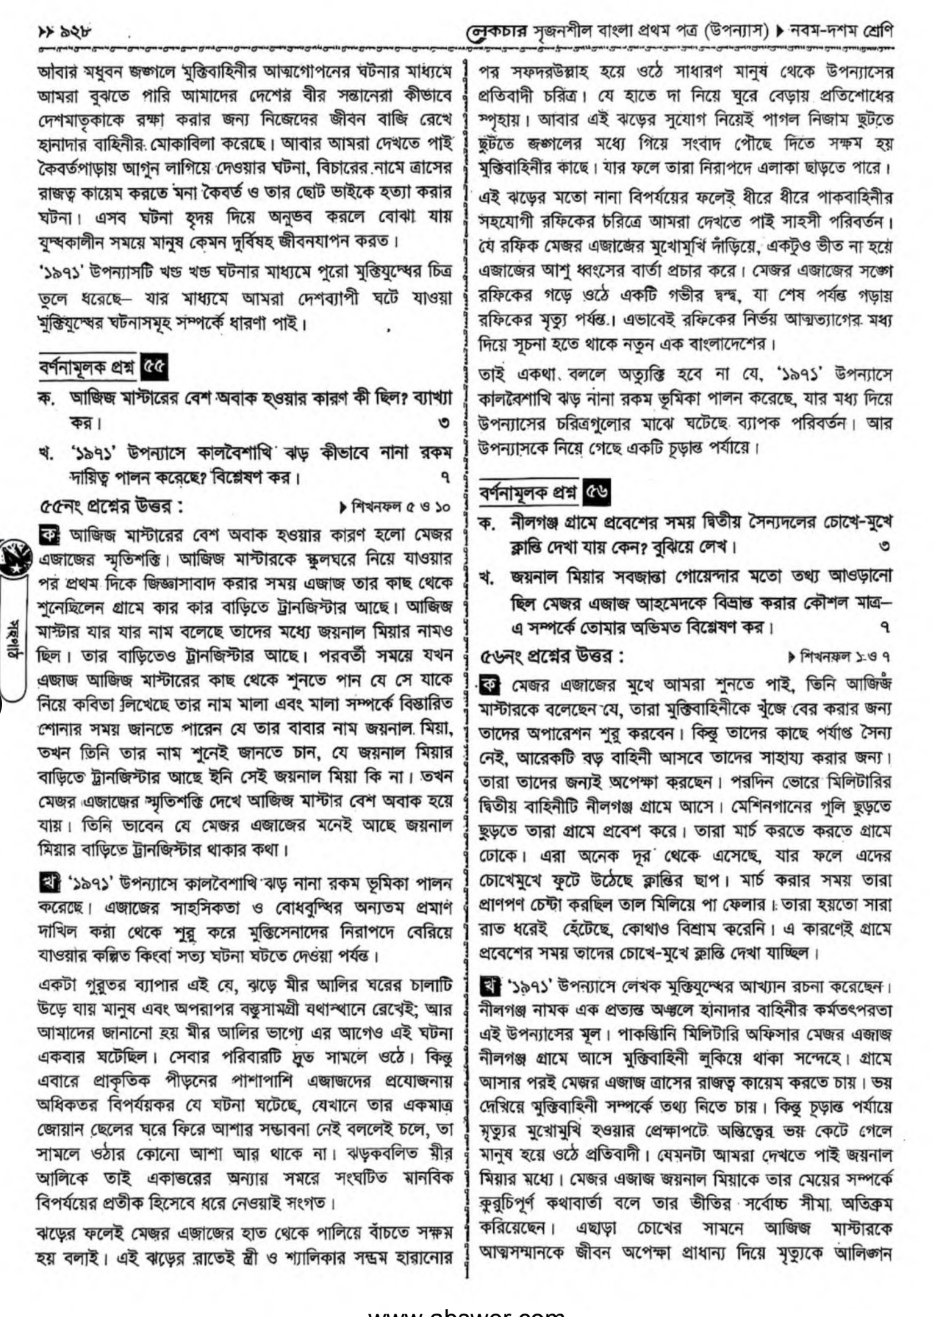 ▸▸ ৯২৮
লেকচার সৃজনশীল বাংলা প্রথম পত্র (উপন্যাস) ▶ নবম-দশম শ্রেণি
আবার মধুবন জঙ্গলে মুক্তিবাহিনীর আত্মগোপনের ঘটনার মাধ্যমে
আমরা বুঝতে পারি আমাদের দেশের বীর সন্তানেরা কীভাবে
দেশমাতৃকাকে রক্ষা করার জন্য নিজেদের জীবন বাজি রেখে
হানাদার বাহিনীর মোকাবিলা করেছে। আবার আমরা দেখতে পাই
কৈবর্তপাড়ায় আগুন লাগিয়ে দেওয়ার ঘটনা, বিচারের নামে ত্রাসের
রাজত্ব কায়েম করতে মনা কৈবর্ত ও তার ছোট ভাইকে হত্যা করার
ঘটনা। এসব ঘটনা হৃদয় দিয়ে অনুভব করলে বোঝা যায়
যুদ্ধকালীন সময়ে মানুষ কেমন দুর্বিষহ জীবনযাপন করত।
‘১৯৭১’ উপন্যাসটি খন্ড খন্ড ঘটনার মাধ্যমে পুরো মুক্তিযুদ্ধের চিত্র
তুলে ধরেছে– যার মাধ্যমে আমরা দেশব্যাপী ঘটে যাওয়া
মুক্তিযুদ্ধের ঘটনাসমূহ সম্পর্কে ধারণা পাই।
বর্ণনামূলক প্রশ্ন ৫৫
ক. আজিজ মাস্টারের বেশ অবাক হওয়ার কারণ কী ছিল? ব্যাখ্যা
কর। ৩
খ. ‘১৯৭১’ উপন্যাসে কালবৈশাখি ঝড় কীভাবে নানা রকম
দায়িত্ব পালন করেছে? বিশ্লেষণ কর। ৭
৫৫নং প্রশ্নের উত্তর : ▶ শিখনফল ৫ ও ১০
ক আজিজ মাস্টারের বেশ অবাক হওয়ার কারণ হলো মেজর
এজাজের স্মৃতিশক্তি। আজিজ মাস্টারকে স্কুলঘরে নিয়ে যাওয়ার
পর প্রথম দিকে জিজ্ঞাসাবাদ করার সময় এজাজ তার কাছ থেকে
শুনেছিলেন গ্রামে কার কার বাড়িতে ট্রানজিস্টার আছে। আজিজ
মাস্টার যার যার নাম বলেছে তাদের মধ্যে জয়নাল মিয়ার নামও
ছিল। তার বাড়িতেও ট্রানজিস্টার আছে। পরবর্তী সময়ে যখন
এজাজ আজিজ মাস্টারের কাছ থেকে শুনতে পান যে সে যাকে
নিয়ে কবিতা লিখেছে তার নাম মালা এবং মালা সম্পর্কে বিস্তারিত
শোনার সময় জানতে পারেন যে তার বাবার নাম জয়নাল মিয়া,
তখন তিনি তার নাম শুনেই জানতে চান, যে জয়নাল মিয়ার
বাড়িতে ট্রানজিস্টার আছে ইনি সেই জয়নাল মিয়া কি না। তখন
মেজর এজাজের স্মৃতিশক্তি দেখে আজিজ মাস্টার বেশ অবাক হয়ে
যায়। তিনি ভাবেন যে মেজর এজাজের মনেই আছে জয়নাল
মিয়ার বাড়িতে ট্রানজিস্টার থাকার কথা।
খ ‘১৯৭১’ উপন্যাসে কালবৈশাখি ঝড় নানা রকম ভূমিকা পালন
করেছে। এজাজের সাহসিকতা ও বোধবুদ্ধির অন্যতম প্রমাণ
দাখিল করা থেকে শুরু করে মুক্তিসেনাদের নিরাপদে বেরিয়ে
যাওয়ার কল্পিত কিংবা সত্য ঘটনা ঘটতে দেওয়া পর্যন্ত।
একটা গুরুতর ব্যাপার এই যে, ঝড়ে মীর আলির ঘরের চালাটি
উড়ে যায় মানুষ এবং অপরাপর বস্তুসামগ্রী যথাস্থানে রেখেই; আর
আমাদের জানানো হয় মীর আলির ভাগ্যে এর আগেও এই ঘটনা
একবার ঘটেছিল। সেবার পরিবারটি দ্রুত সামলে ওঠে। কিন্তু
এবারে প্রাকৃতিক পীড়নের পাশাপাশি এজাজদের প্রযোজনায়
অধিকতর বিপর্যয়কর যে ঘটনা ঘটেছে, যেখানে তার একমাত্র
জোয়ান ছেলের ঘরে ফিরে আশার সম্ভাবনা নেই বললেই চলে, তা
সামলে ওঠার কোনো আশা আর থাকে না। ঝড়কবলিত মীর
আলিকে তাই একাত্তরের অন্যায় সমরে সংঘটিত মানবিক
বিপর্যয়ের প্রতীক হিসেবে ধরে নেওয়াই সংগত।
ঝড়ের ফলেই মেজর এজাজের হাত থেকে পালিয়ে বাঁচতে সক্ষম
হয় বলাই। এই ঝড়ের রাতেই স্ত্রী ও শ্যালিকার সম্ভ্রম হারানোর
পর সফদরউল্লাহ হয়ে ওঠে সাধারণ মানুষ থেকে উপন্যাসের
প্রতিবাদী চরিত্র। যে হাতে দা নিয়ে ঘুরে বেড়ায় প্রতিশোধের
স্পৃহায়। আবার এই ঝড়ের সুযোগ নিয়েই পাগল নিজাম ছুটতে
ছুটতে জঙ্গলের মধ্যে গিয়ে সংবাদ পৌঁছে দিতে সক্ষম হয়
মুক্তিবাহিনীর কাছে। যার ফলে তারা নিরাপদে এলাকা ছাড়তে পারে।
এই ঝড়ের মতো নানা বিপর্যয়ের ফলেই ধীরে ধীরে পাকবাহিনীর
সহযোগী রফিকের চরিত্রে আমরা দেখতে পাই সাহসী পরিবর্তন।
যে রফিক মেজর এজাজের মুখোমুখি দাঁড়িয়ে, একটুও ভীত না হয়ে
এজাজের আশু ধ্বংসের বার্তা প্রচার করে। মেজর এজাজের সঙ্গে
রফিকের গড়ে ওঠে একটি গভীর দ্বন্দ্ব, যা শেষ পর্যন্ত গড়ায়
রফিকের মৃত্যু পর্যন্ত। এভাবেই রফিকের নির্ভয় আত্মত্যাগের মধ্য
দিয়ে সূচনা হতে থাকে নতুন এক বাংলাদেশের।
তাই একথা বললে অত্যুক্তি হবে না যে, ‘১৯৭১’ উপন্যাসে
কালবৈশাখি ঝড় নানা রকম ভূমিকা পালন করেছে, যার মধ্য দিয়ে
উপন্যাসের চরিত্রগুলোর মাঝে ঘটেছে ব্যাপক পরিবর্তন। আর
উপন্যাসকে নিয়ে গেছে একটি চূড়ান্ত পর্যায়ে।
বর্ণনামূলক প্রশ্ন ৫৬
ক. নীলগঞ্জ গ্রামে প্রবেশের সময় দ্বিতীয় সৈন্যদলের চোখে-মুখে
ক্লান্তি দেখা যায় কেন? বুঝিয়ে লেখ। ৩
খ. জয়নাল মিয়ার সবজান্তা গোয়েন্দার মতো তথ্য আওড়ানো
ছিল মেজর এজাজ আহমেদকে বিভ্রান্ত করার কৌশল মাত্র–
এ সম্পর্কে তোমার অভিমত বিশ্লেষণ কর। ৭
৫৬নং প্রশ্নের উত্তর : ▶ শিখনফল ১ ও ৭
ক মেজর এজাজের মুখে আমরা শুনতে পাই, তিনি আজিজ
মাস্টারকে বলেছেন যে, তারা মুক্তিবাহিনীকে খুঁজে বের করার জন্য
তাদের অপারেশন শুরু করবেন। কিন্তু তাদের কাছে পর্যাপ্ত সৈন্য
নেই, আরেকটি বড় বাহিনী আসবে তাদের সাহায্য করার জন্য।
তারা তাদের জন্যই অপেক্ষা করছেন। পরদিন ভোরে মিলিটারির
দ্বিতীয় বাহিনীটি নীলগঞ্জ গ্রামে আসে। মেশিনগানের গুলি ছুড়তে
ছুড়তে তারা গ্রামে প্রবেশ করে। তারা মার্চ করতে করতে গ্রামে
ঢোকে। এরা অনেক দূর থেকে এসেছে, যার ফলে এদের
চোখেমুখে ফুটে উঠেছে ক্লান্তির ছাপ। মার্চ করার সময় তারা
প্রাণপণ চেষ্টা করছিল তাল মিলিয়ে পা ফেলার। তারা হয়তো সারা
রাত ধরেই হেঁটেছে, কোথাও বিশ্রাম করেনি। এ কারণেই গ্রামে
প্রবেশের সময় তাদের চোখে-মুখে ক্লান্তি দেখা যাচ্ছিল।
খ ‘১৯৭১’ উপন্যাসে লেখক মুক্তিযুদ্ধের আখ্যান রচনা করেছেন।
নীলগঞ্জ নামক এক প্রত্যন্ত অঞ্চলে হানাদার বাহিনীর কর্মতৎপরতা
এই উপন্যাসের মূল। পাকস্তিানি মিলিটারি অফিসার মেজর এজাজ
নীলগঞ্জ গ্রামে আসে মুক্তিবাহিনী লুকিয়ে থাকা সন্দেহে। গ্রামে
আসার পরই মেজর এজাজ ত্রাসের রাজত্ব কায়েম করতে চায়। ভয়
দেখিয়ে মুক্তিবাহিনী সম্পর্কে তথ্য নিতে চায়। কিন্তু চূড়ান্ত পর্যায়ে
মৃত্যুর মুখোমুখি হওয়ার প্রেক্ষাপটে অস্তিত্বের ভয় কেটে গেলে
মানুষ হয়ে ওঠে প্রতিবাদী। যেমনটা আমরা দেখতে পাই জয়নাল
মিয়ার মধ্যে। মেজর এজাজ জয়নাল মিয়াকে তার মেয়ের সম্পর্কে
কুরুচিপূর্ণ কথাবার্তা বলে তার ভীতির সর্বোচ্চ সীমা অতিক্রম
করিয়েছেন। এছাড়া চোখের সামনে আজিজ মাস্টারকে
আত্মসম্মানকে জীবন অপেক্ষা প্রাধান্য দিয়ে মৃত্যুকে আলিঙ্গন
সহপাঠ